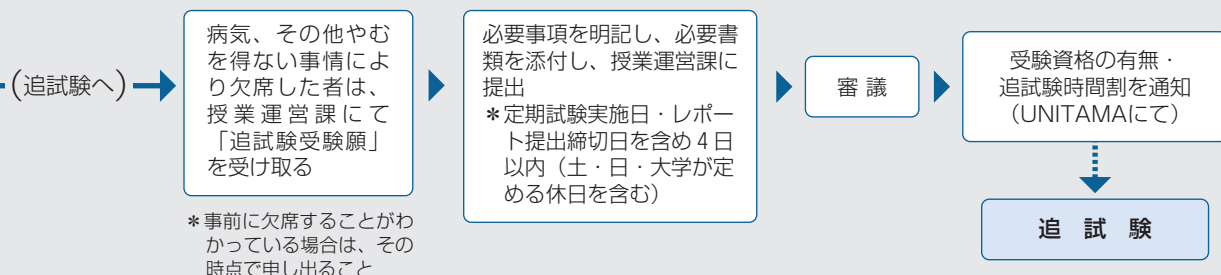 (追試験へ)
病気、その他やむ
を得ない事情によ
り欠席した者は、
授業運営課にて
「追試験受験願」
を受け取る
＊事前に欠席することがわ
かっている場合は、その
時点で申し出ること
必要事項を明記し、必要書
類を添付し、授業運営課に
提出
＊定期試験実施日・レポー
ト提出締切日を含め４日
以内（土・日・大学が定
める休日を含む）
審 議
受験資格の有無・
追試験時間割を通知
（UNITAMAにて）
追 試 験